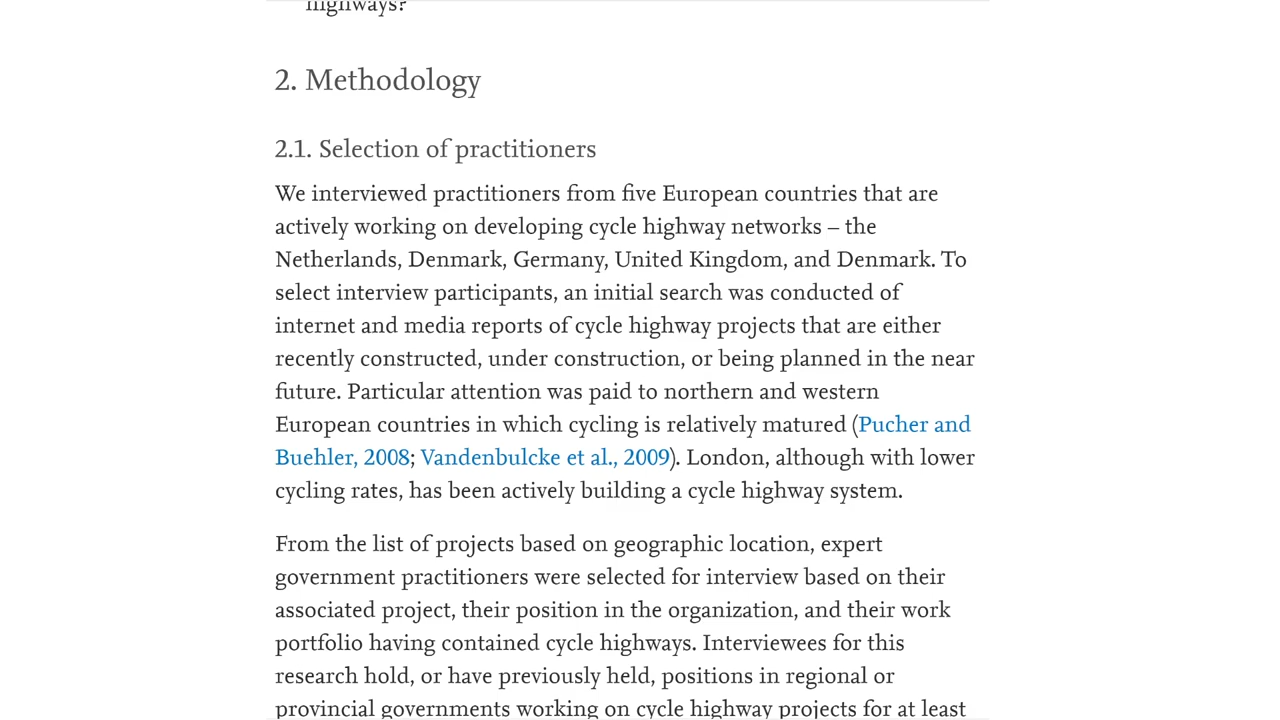 highways?
2. Methodology
2.1. Selection of practitioners
We interviewed practitioners from five European countries that are
actively working on developing cycle highway networks – the
Netherlands, Denmark, Germany, United Kingdom, and Denmark. To
select interview participants, an initial search was conducted of
internet and media reports of cycle highway projects that are either
recently constructed, under construction, or being planned in the near
future. Particular attention was paid to northern and western
European countries in which cycling is relatively matured (Pucher and
Buehler, 2008; Vandenbulcke et al., 2009). London, although with lower
cycling rates, has been actively building a cycle highway system.
From the list of projects based on geographic location, expert
government practitioners were selected for interview based on their
associated project, their position in the organization, and their work
portfolio having contained cycle highways. Interviewees for this
research hold, or have previously held, positions in regional or
provincial governments working on cycle highway projects for at least